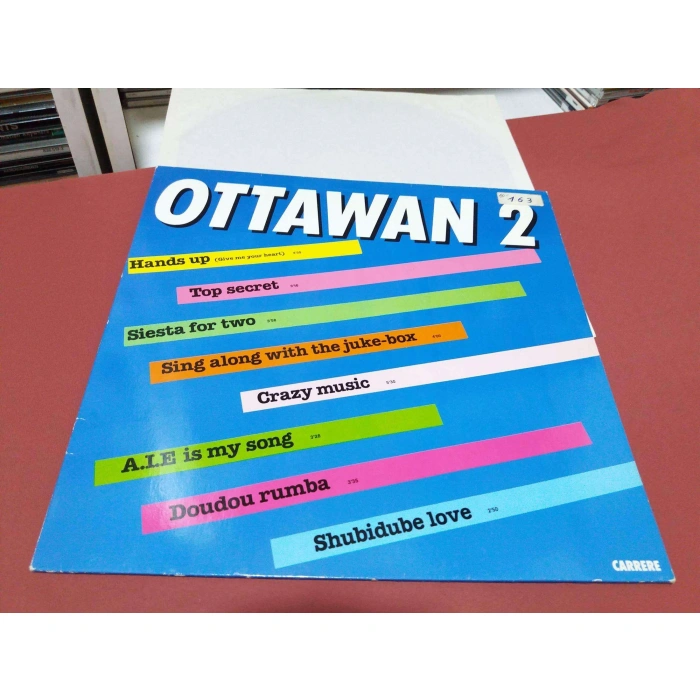 OTTAWAN 2
163
Hands up (Give me your heart)
Top secret
Siesta for two
Sing along with the juke-box
Crazy music
A.I.E is my song
Doudou rumba
Shubidube love
CARRERE